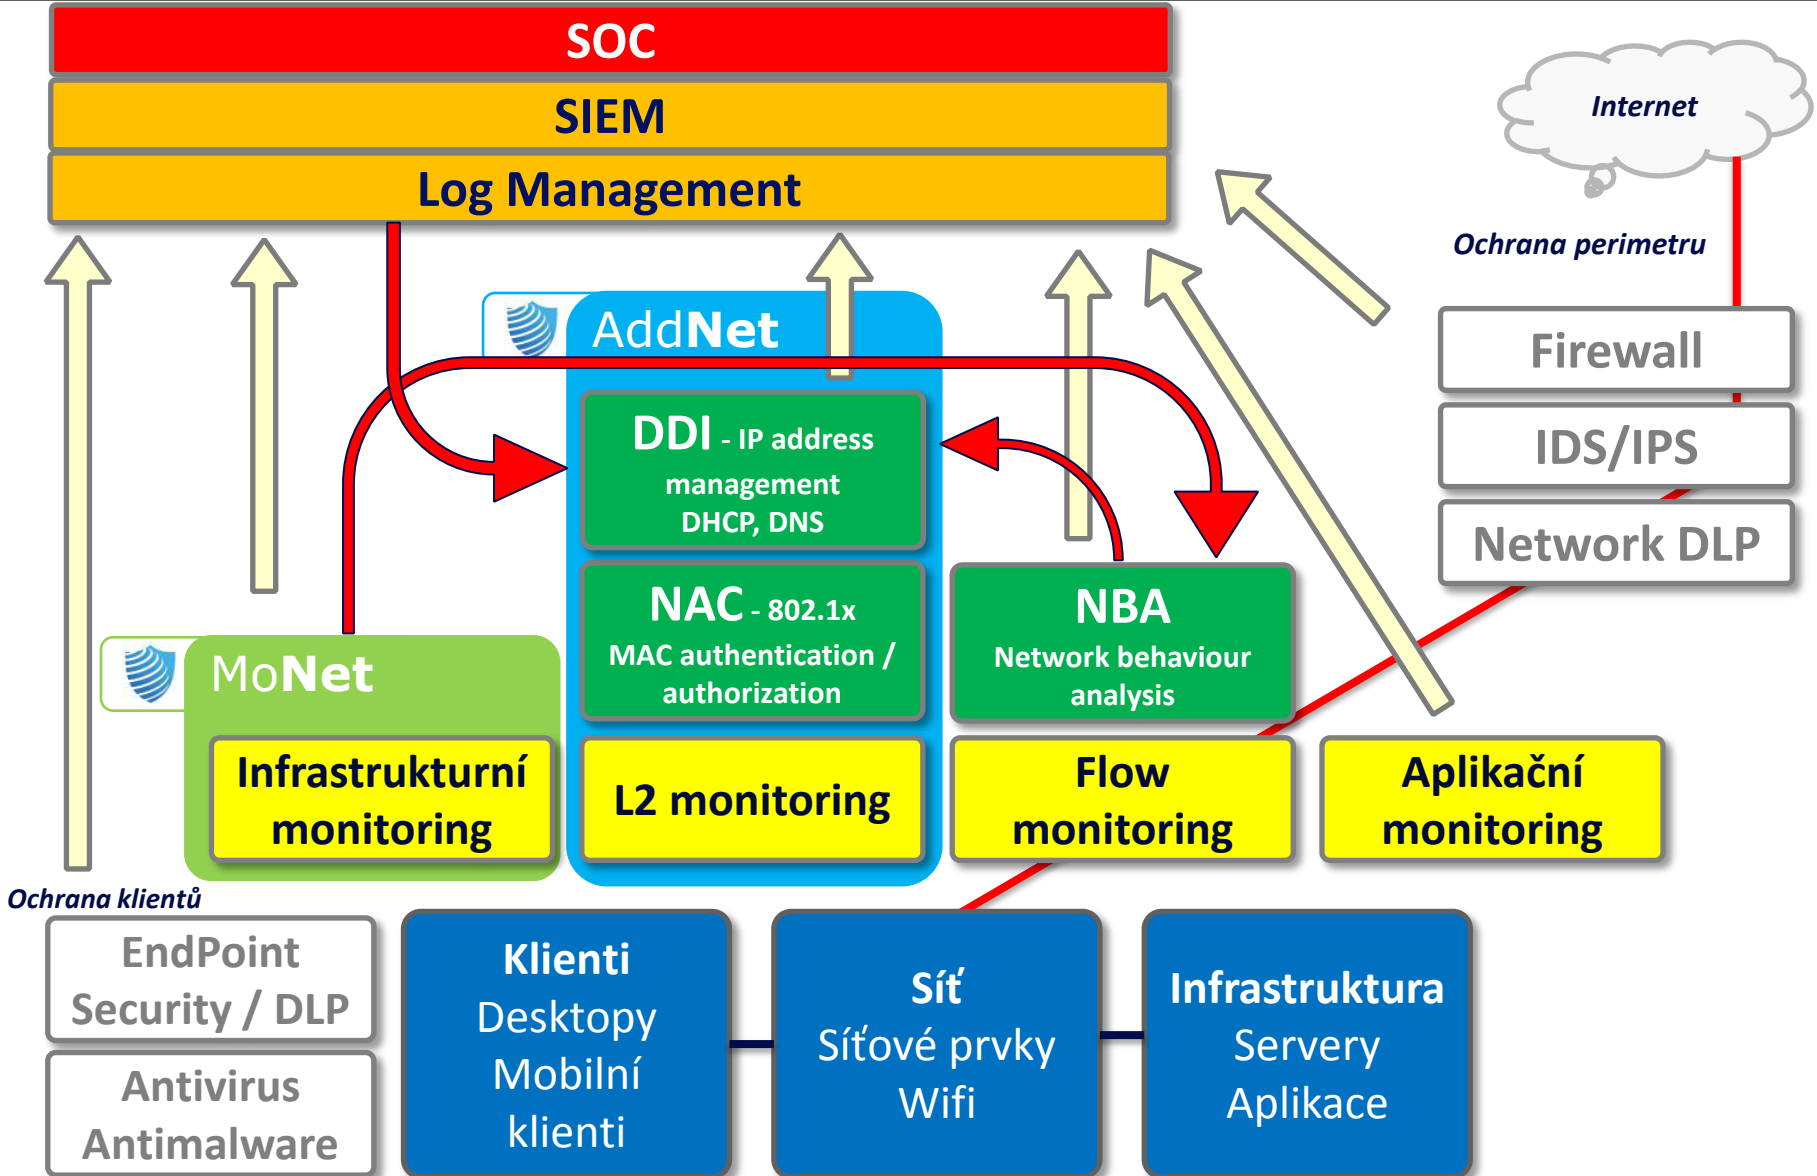 SOC
SIEM
Log Management
Internet
Ochrana perimetru
Firewall
IDS/IPS
Network DLP
AddNet
DDI - IP address
management
DHCP, DNS
NAC - 802.1x
MAC authentication /
authorization
NBA
Network behaviour
analysis
MoNet
Infrastrukturní
monitoring
L2 monitoring
Flow
monitoring
Aplikační
monitoring
Ochrana klientů
EndPoint
Security / DLP
Antivirus
Antimalware
Klienti
Desktopy
Mobilní
klienti
Síť
Síťové prvky
Wifi
Infrastruktura
Servery
Aplikace